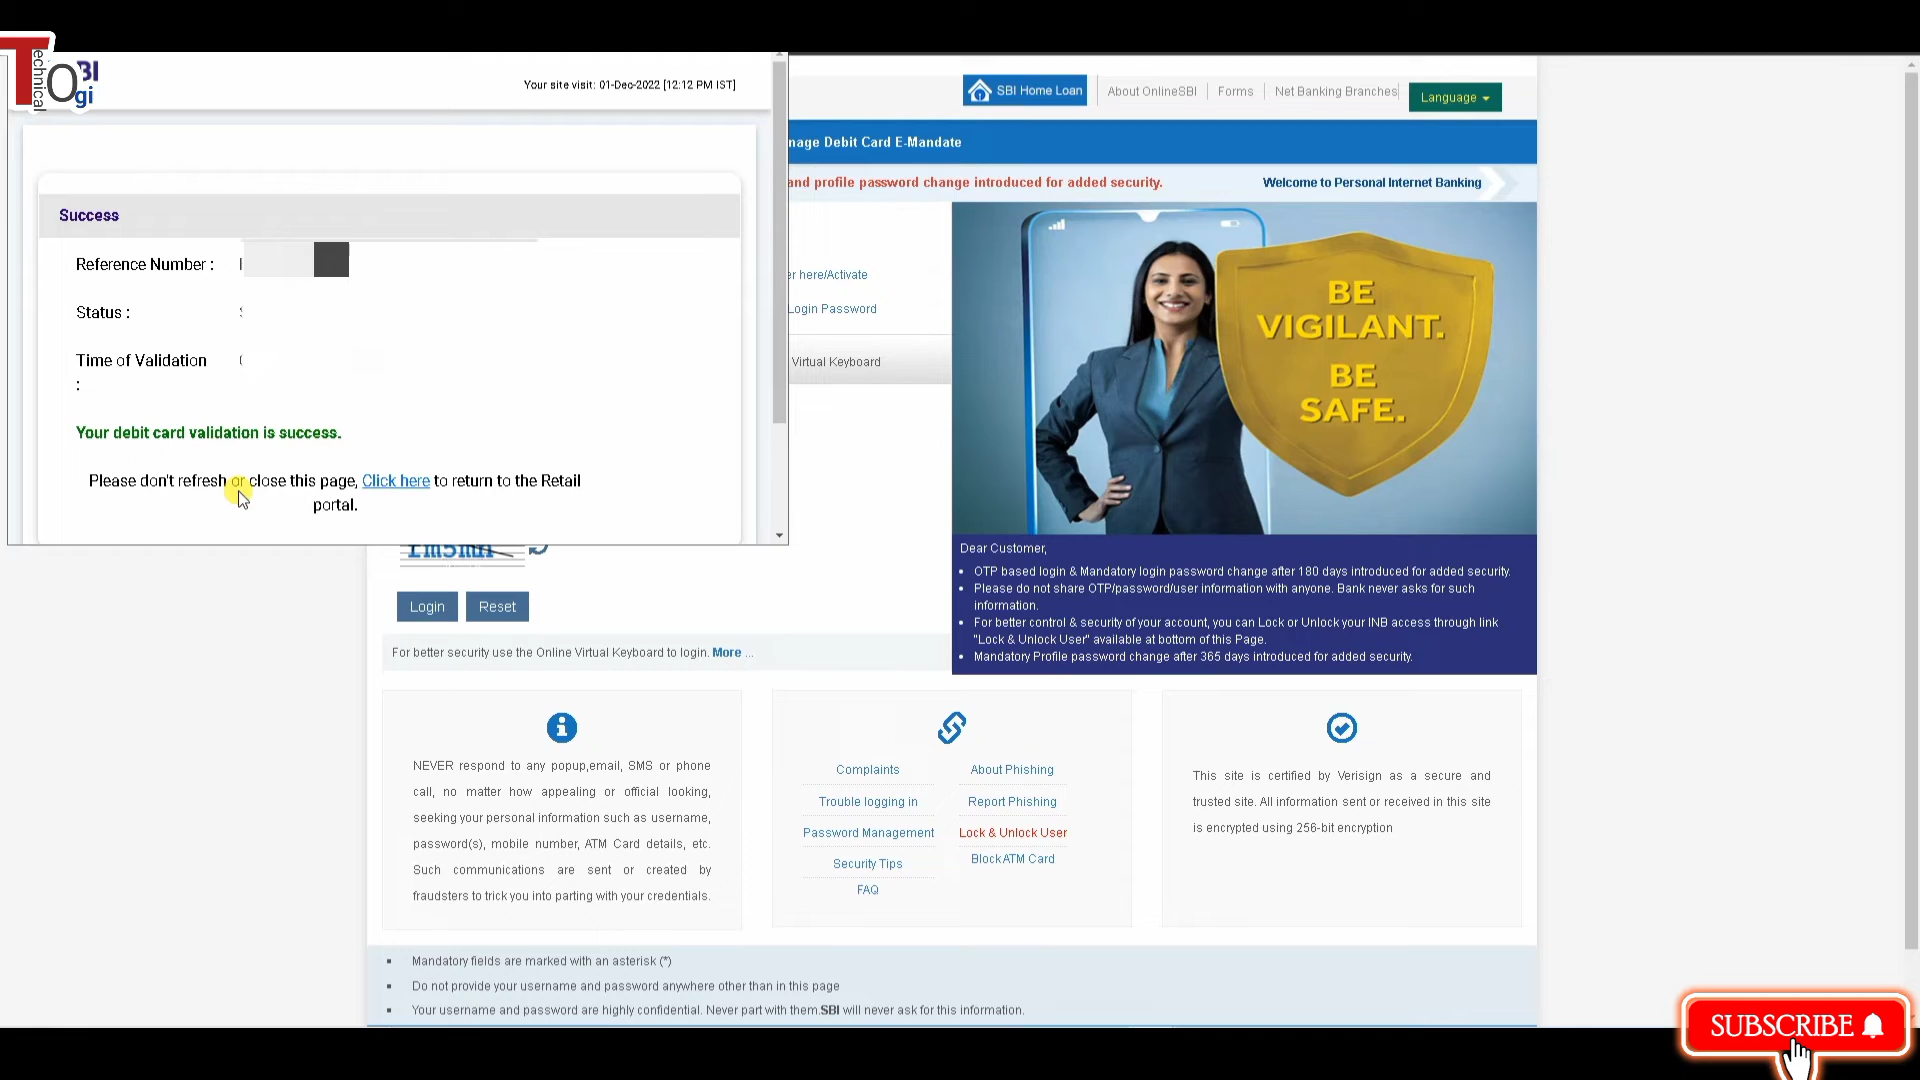 Technical
Ogi
Your site visit: 01-Dec-2022 [12:12 PM IST]
SBI Home Loan
About OnlineSBI
Forms
Net Banking Branches
Language
nage Debit Card E-Mandate
and profile password change introduced for added security.
Welcome to Personal Internet Banking
Success
Reference Number :
Status :
Time of Validation
:
Your debit card validation is success.
Please don't refresh or close this page, Click here to return to the Retail
portal.
er here/Activate
Login Password
Virtual Keyboard
BE
VIGILANT.
BE
SAFE.
Login
Reset
For better security use the Online Virtual Keyboard to login. More ...
Dear Customer,
OTP based login & Mandatory login password change after 180 days introduced for added security.
Please do not share OTP/password/user information with anyone. Bank never asks for such
information.
For better control & security of your account, you can Lock or Unlock your INB access through link
"Lock & Unlock User" available at bottom of this Page.
Mandatory Profile password change after 365 days introduced for added security.
NEVER respond to any popup,email, SMS or phone
call, no matter how appealing or official looking,
seeking your personal information such as username,
password(s), mobile number, ATM Card details, etc.
Such communications are sent or created by
fraudsters to trick you into parting with your credentials.
Complaints
About Phishing
Trouble logging in
Report Phishing
Password Management
Lock & Unlock User
Security Tips
Block ATM Card
FAQ
This site is certified by Verisign as a secure and
trusted site. All information sent or received in this site
is encrypted using 256-bit encryption
Mandatory fields are marked with an asterisk (*)
Do not provide your username and password anywhere other than in this page
Your username and password are highly confidential. Never part with them.SBI will never ask for this information.
SUBSCRIBE